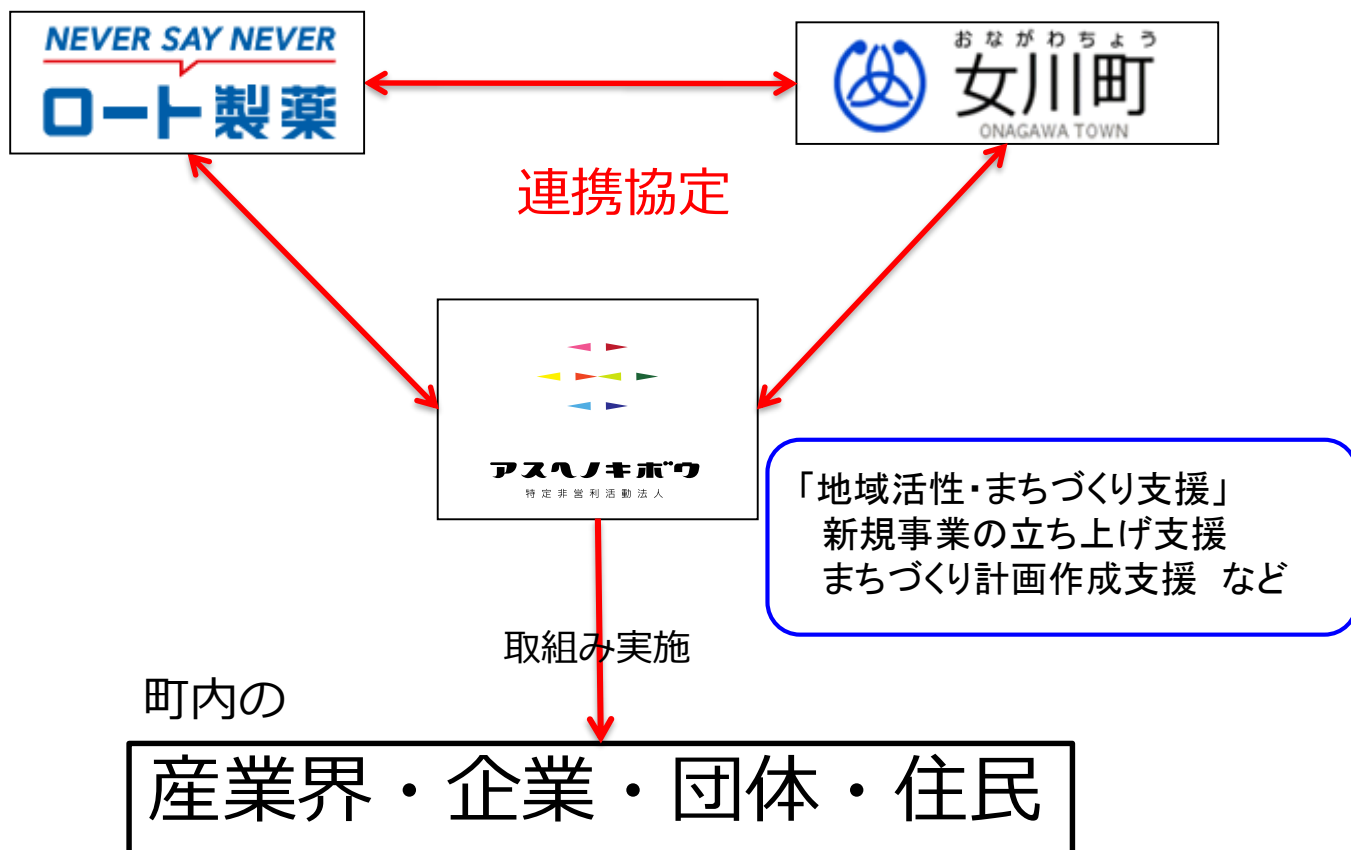 NEVER SAY NEVER
ロート製薬
おながわちょう
女川町
ONAGAWA TOWN
連携協定
アスヘノキボウ
特定非営利活動法人
「地域活性・まちづくり支援」
新規事業の立ち上げ支援
まちづくり計画作成支援 など
取組み実施
町内の
産業界・企業・団体・住民